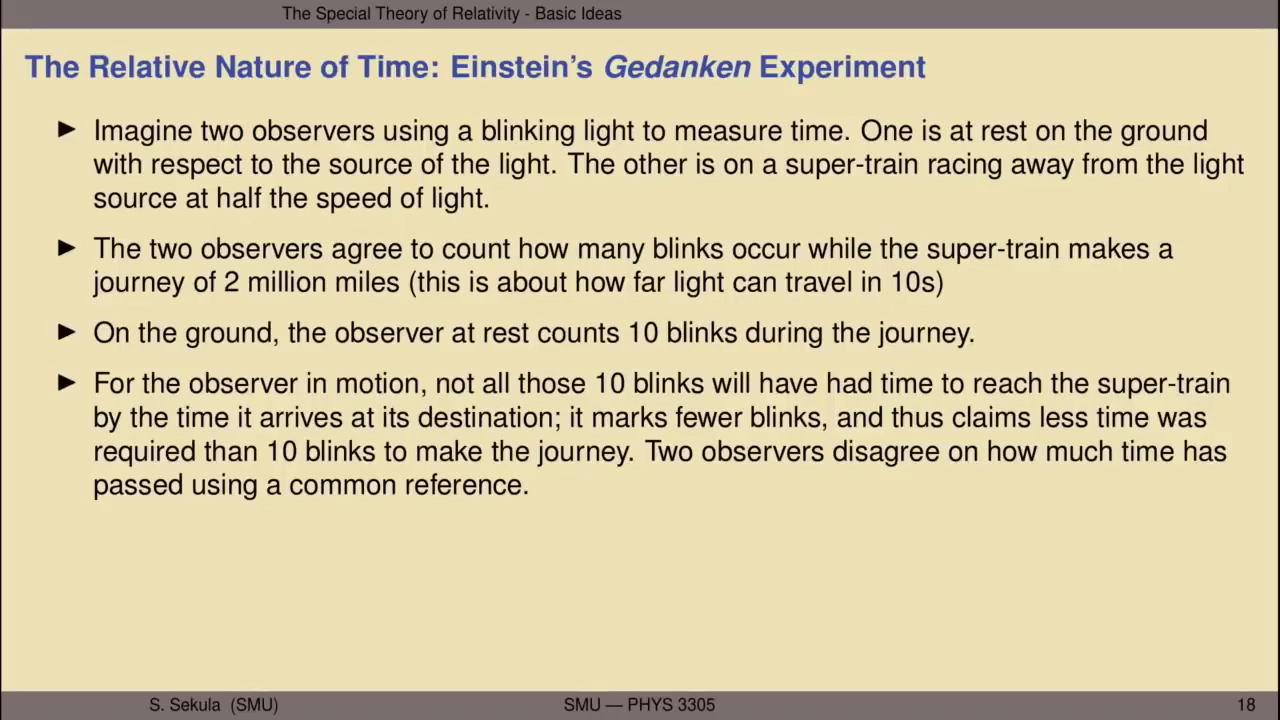 The Special Theory of Relativity - Basic Ideas
The Relative Nature of Time: Einstein's Gedanken Experiment
► Imagine two observers using a blinking light to measure time. One is at rest on the ground
with respect to the source of the light. The other is on a super-train racing away from the light
source at half the speed of light.
► The two observers agree to count how many blinks occur while the super-train makes a
journey of 2 million miles (this is about how far light can travel in 10s)
► On the ground, the observer at rest counts 10 blinks during the journey.
► For the observer in motion, not all those 10 blinks will have had time to reach the super-train
by the time it arrives at its destination; it marks fewer blinks, and thus claims less time was
required than 10 blinks to make the journey. Two observers disagree on how much time has
passed using a common reference.
S. Sekula (SMU) SMU — PHYS 3305 18